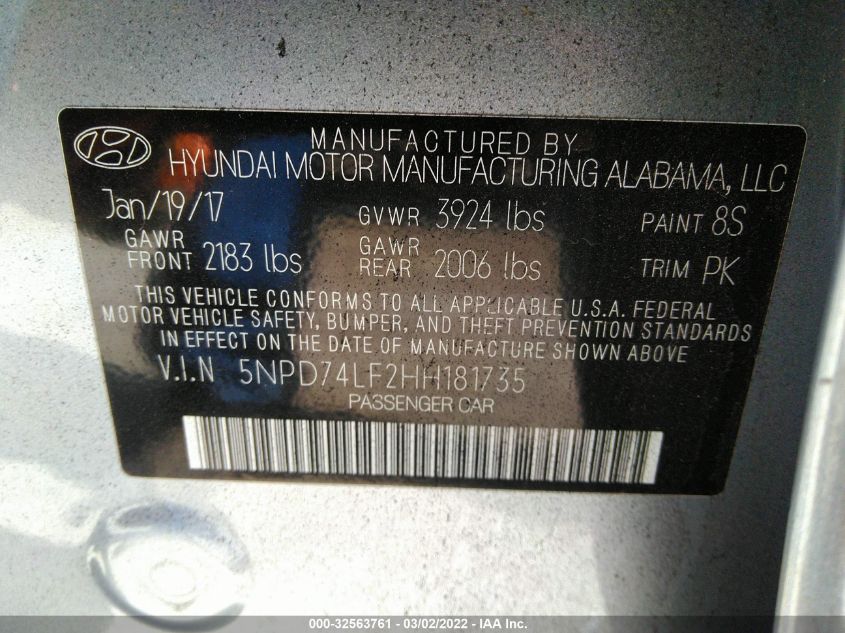 MANUFACTURED BY
HYUNDAI MOTOR MANUFACTURING ALABAMA, LLC
Jan/19/17 GVWR 3924 lbs PAINT 8S
GAWR FRONT 2183 lbs GAWR REAR 2006 lbs TRIM PK
THIS VEHICLE CONFORMS TO ALL APPLICABLE U.S.A. FEDERAL
MOTOR VEHICLE SAFETY, BUMPER, AND THEFT PREVENTION STANDARDS
IN EFFECT ON THE DATE OF MANUFACTURE SHOWN ABOVE
V.I.N 5NPD74LF2HH181735
PASSENGER CAR
000-32563761 - 03/02/2022 - IAA Inc.